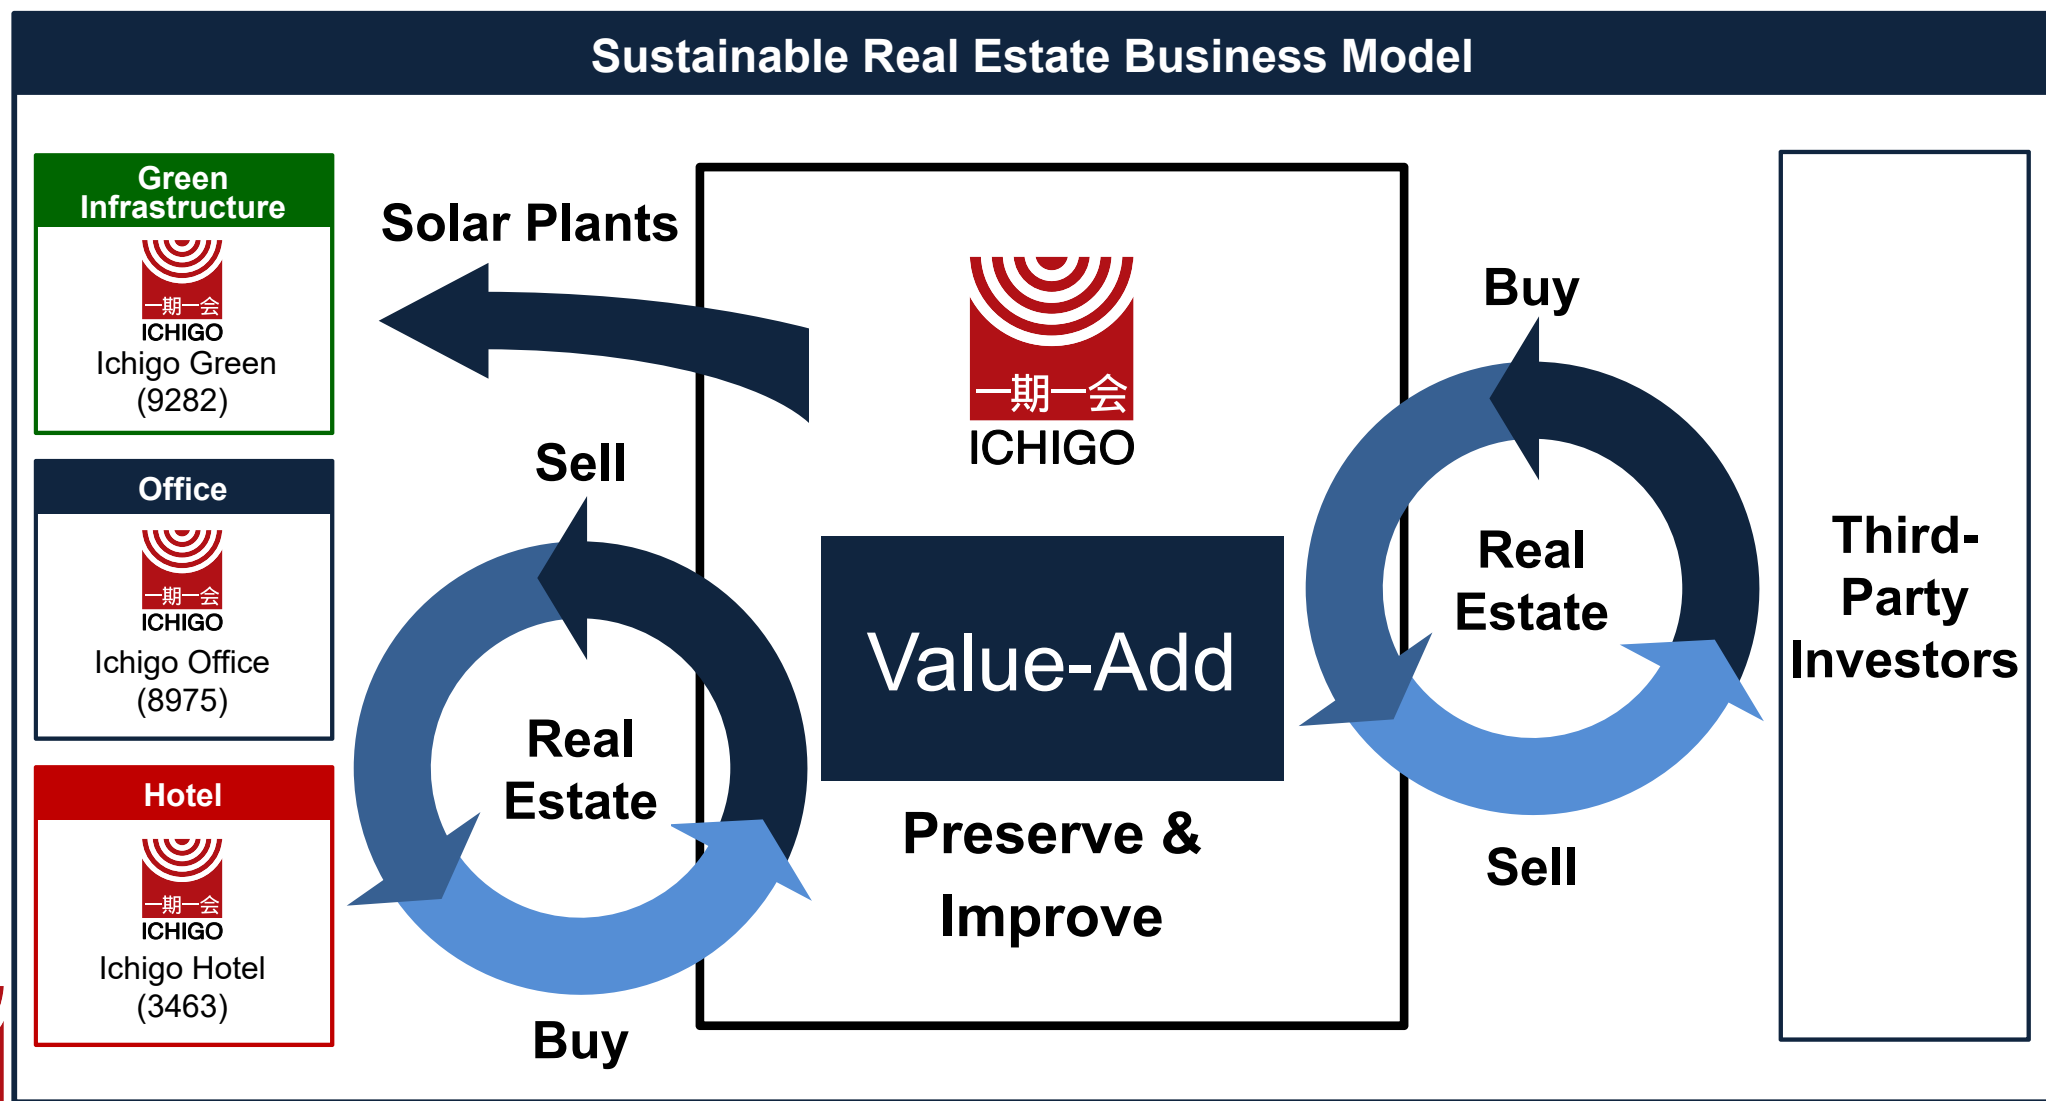 Sustainable Real Estate Business Model
Green
Infrastructure
一期一会
ICHIGO
Ichigo Green
(9282)
Office
一期一会
ICHIGO
Ichigo Office
(8975)
Hotel
一期一会
ICHIGO
Ichigo Hotel
(3463)
Solar Plants
Sell
Real
Estate
Buy
一期一会
ICHIGO
Value-Add
Preserve &
Improve
Buy
Real
Estate
Sell
Third-
Party
Investors